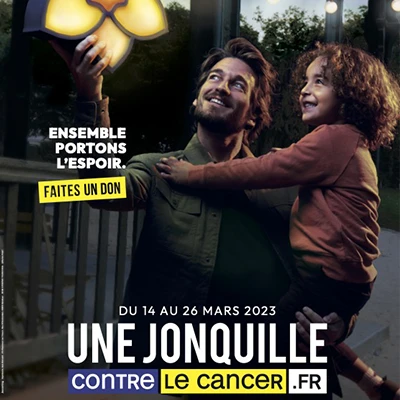 ENSEMBLE
PORTONS
L'ESPOIR.
FAITES UN DON
DU 14 AU 26 MARS 2023
UNE JONQUILLE
CONTRE LE CANCER .FR